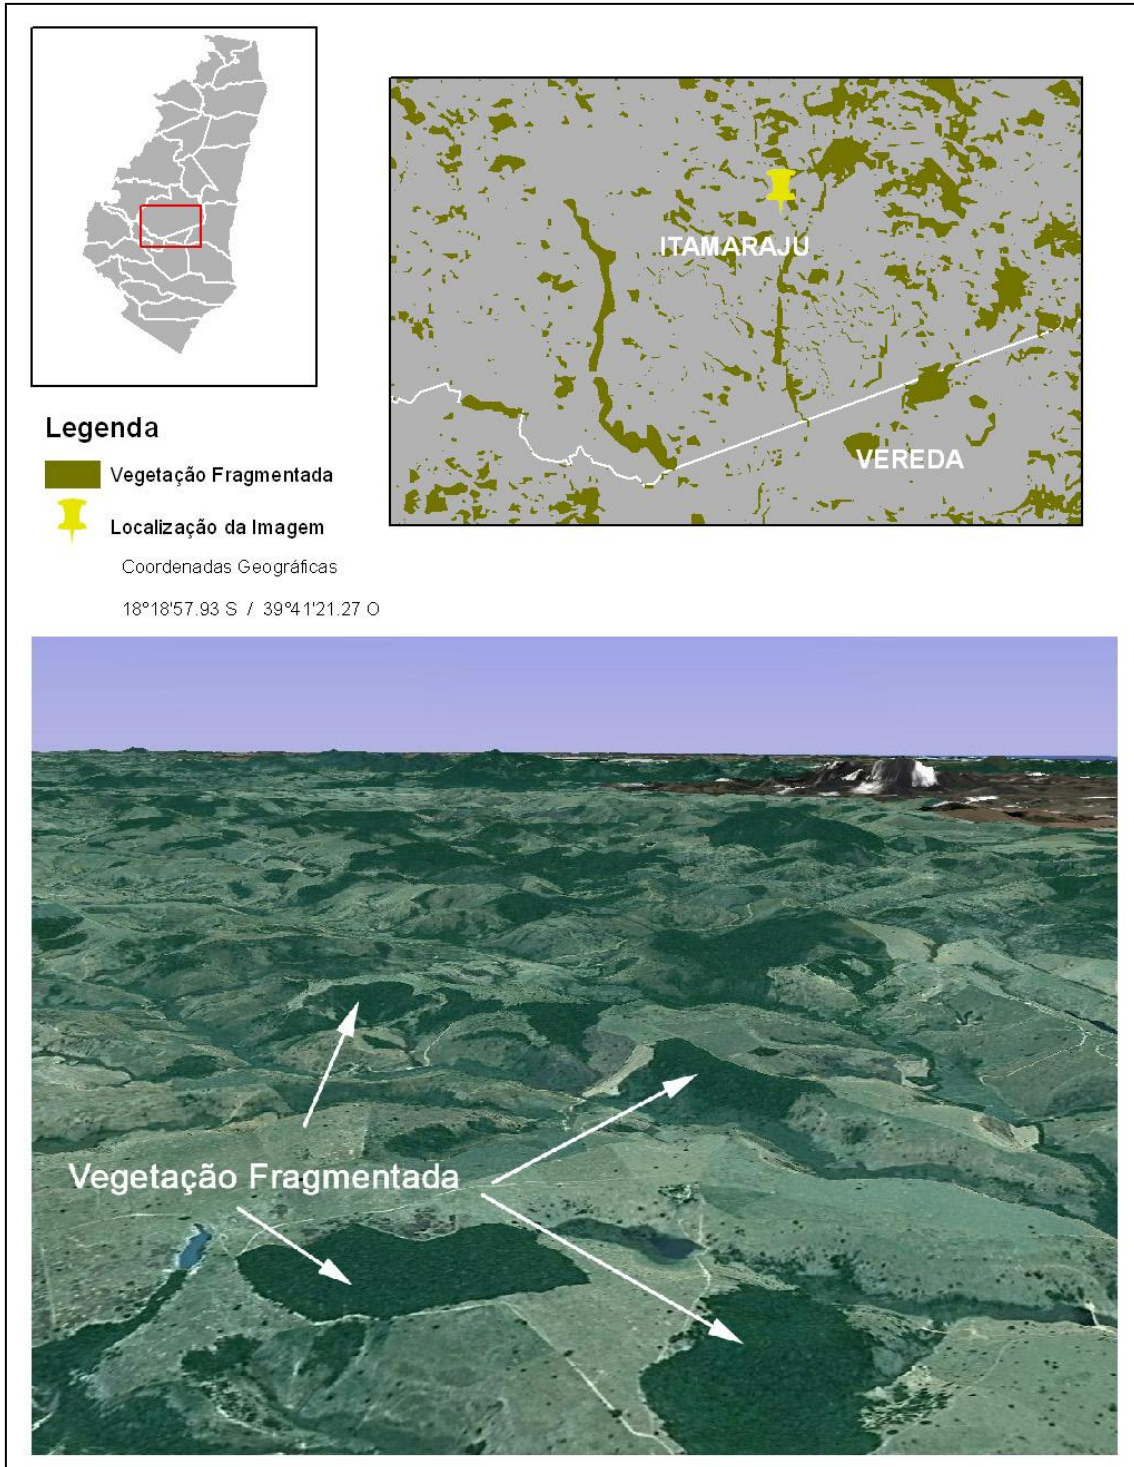 ITAMARAJU
VEREDA
Legenda
Vegetação Fragmentada
Localização da Imagem
Coordenadas Geográficas
18°18'57.93 S / 39°41'21.27 O
Vegetação Fragmentada